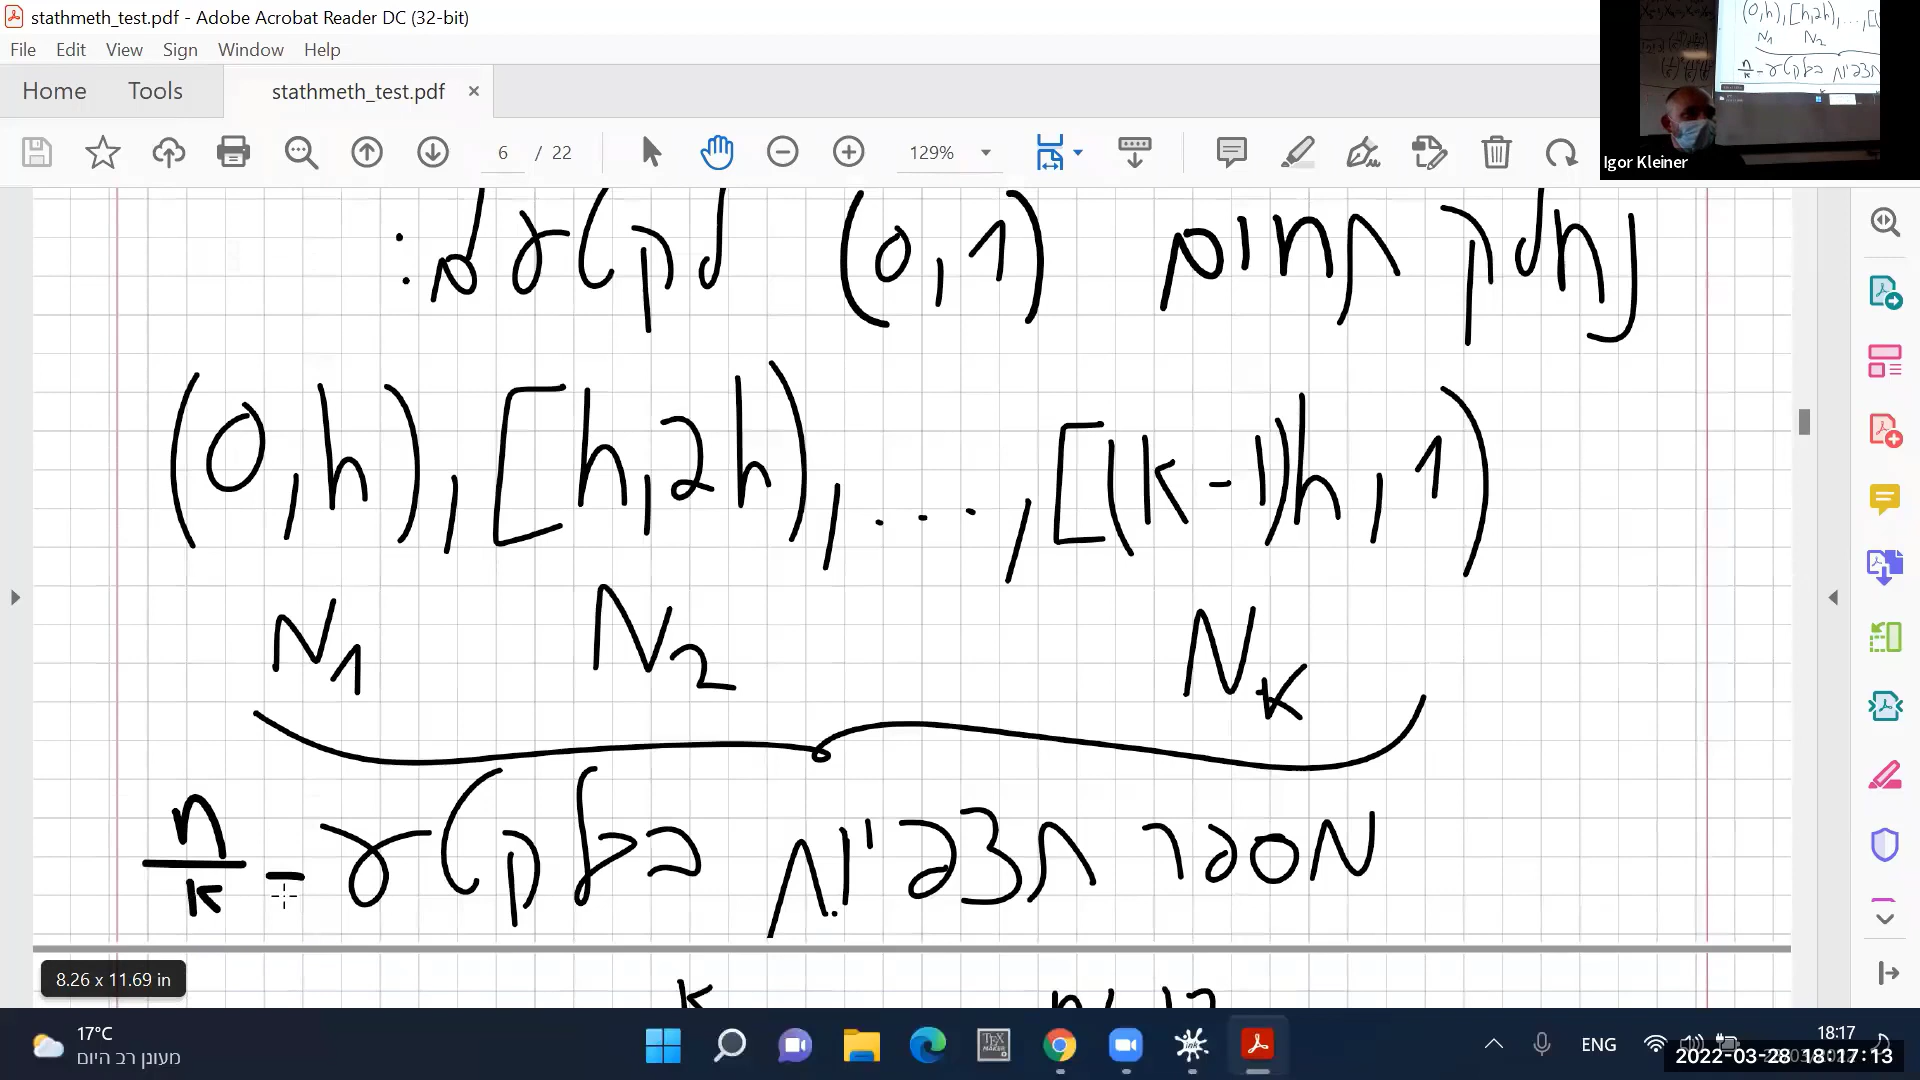 stathmeth_test.pdf - Adobe Acrobat Reader DC (32-bit)
File Edit View Sign Window Help
Home Tools stathmeth_test.pdf ×
6 / 22 129%
Igor Kleiner
נחלק תחום (0,1) לקטעים:
(0,h), [h,2h), ..., [(k-1)h,1)
N1 N2 Nk
מספר תצפיות בכל קטע - n/k
8.26 x 11.69 in
17°C
מעונן רב היום
ENG
18:17
2022-03-28 18:17:13